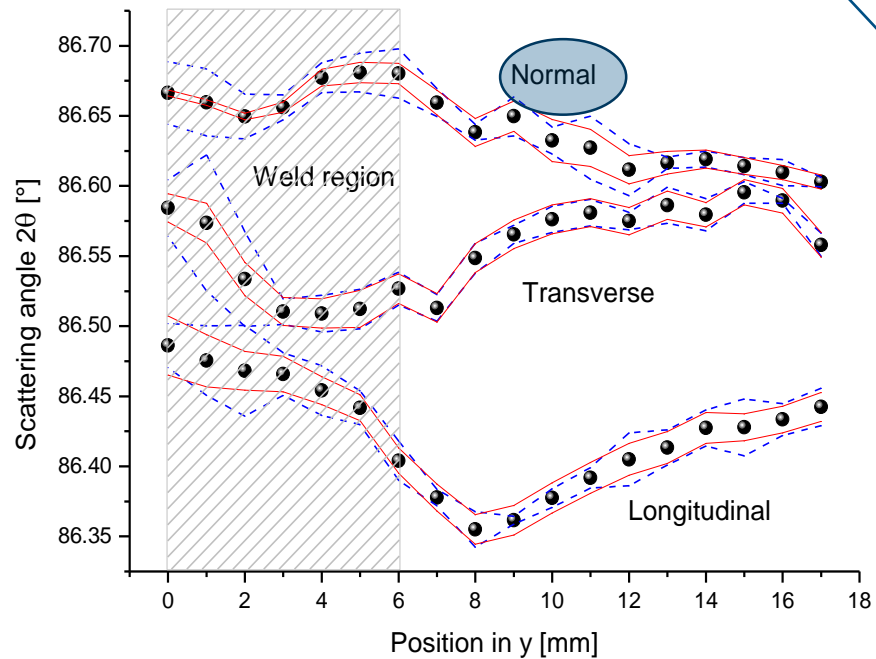 86.70
86.65
86.60
86.55
86.50
86.45
86.40
86.35
Scattering angle 2θ [°]
Normal
Weld region
Transverse
Longitudinal
0 2 4 6 8 10 12 14 16 18
Position in y [mm]